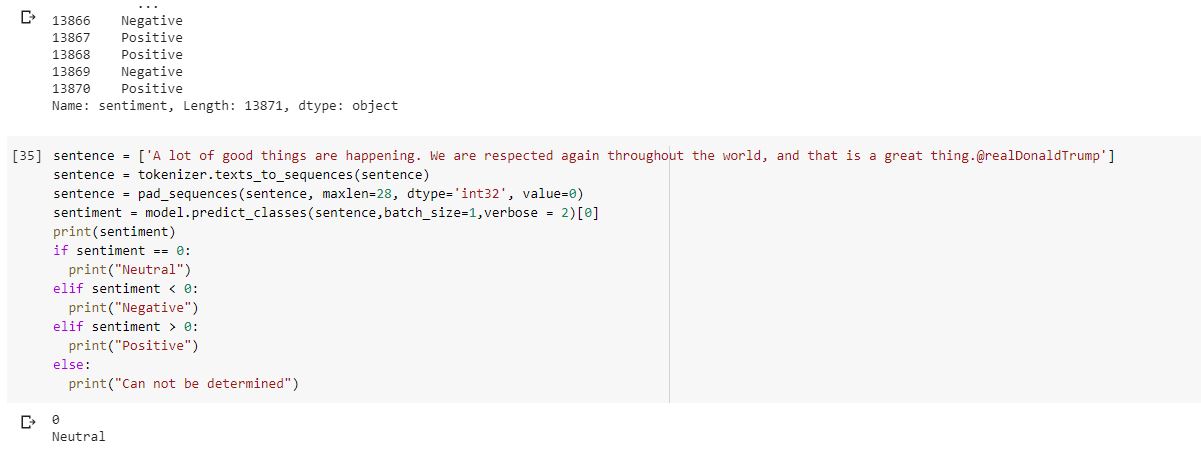 ...
13866    Negative
13867    Positive
13868    Positive
13869    Negative
13870    Positive
Name: sentiment, Length: 13871, dtype: object
[35] sentence = ['A lot of good things are happening. We are respected again throughout the world, and that is a great thing.@realDonaldTrump']
sentence = tokenizer.texts_to_sequences(sentence)
sentence = pad_sequences(sentence, maxlen=28, dtype='int32', value=0)
sentiment = model.predict_classes(sentence,batch_size=1,verbose = 2)[0]
print(sentiment)
if sentiment == 0:
  print("Neutral")
elif sentiment < 0:
  print("Negative")
elif sentiment > 0:
  print("Positive")
else:
  print("Can not be determined")
0
Neutral